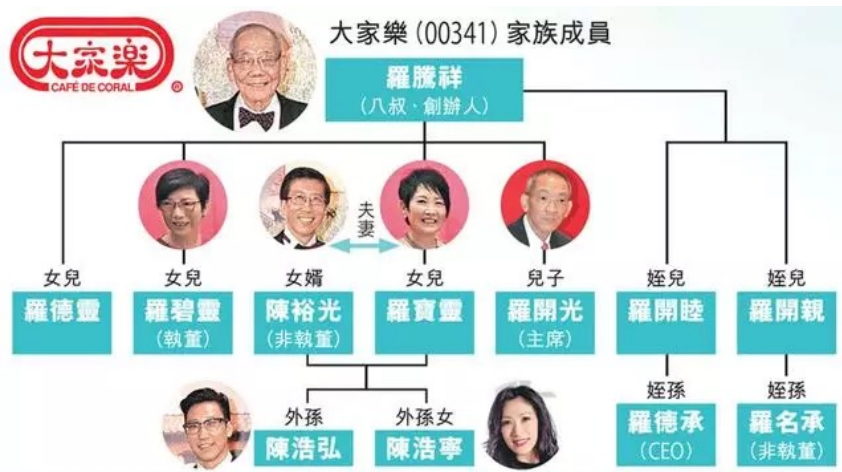 大家樂
CAFÉ DE CORAL
®
大家樂(00341)家族成員
羅騰祥
(八叔、創辦人)
夫妻
女兒
女兒
女婿
女兒
兒子
姪兒
姪兒
羅德靈
羅碧靈
(執董)
陳裕光
(非執董)
羅寶靈
羅開光
(主席)
羅開睦
羅開親
外孫
陳浩弘
外孫女
陳浩寧
姪孫
羅德承
(CEO)
姪孫
羅名承
(非執董)